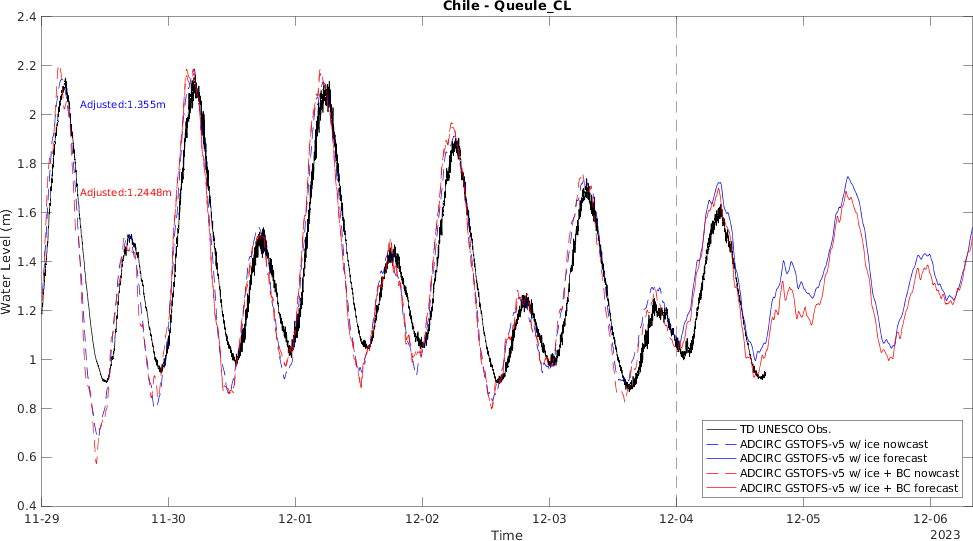 Chile - Queule_CL
2.4
2.2
2
1.8
1.6
1.4
1.2
1
0.8
0.6
0.4
Water Level (m)
Adjusted:1.355m
Adjusted:1.2448m
TD UNESCO Obs.
ADCIRC GSTOFS-v5 w/ ice nowcast
ADCIRC GSTOFS-v5 w/ ice forecast
ADCIRC GSTOFS-v5 w/ ice + BC nowcast
ADCIRC GSTOFS-v5 w/ ice + BC forecast
11-29 11-30 12-01 12-02 12-03 12-04 12-05 12-06
Time
2023